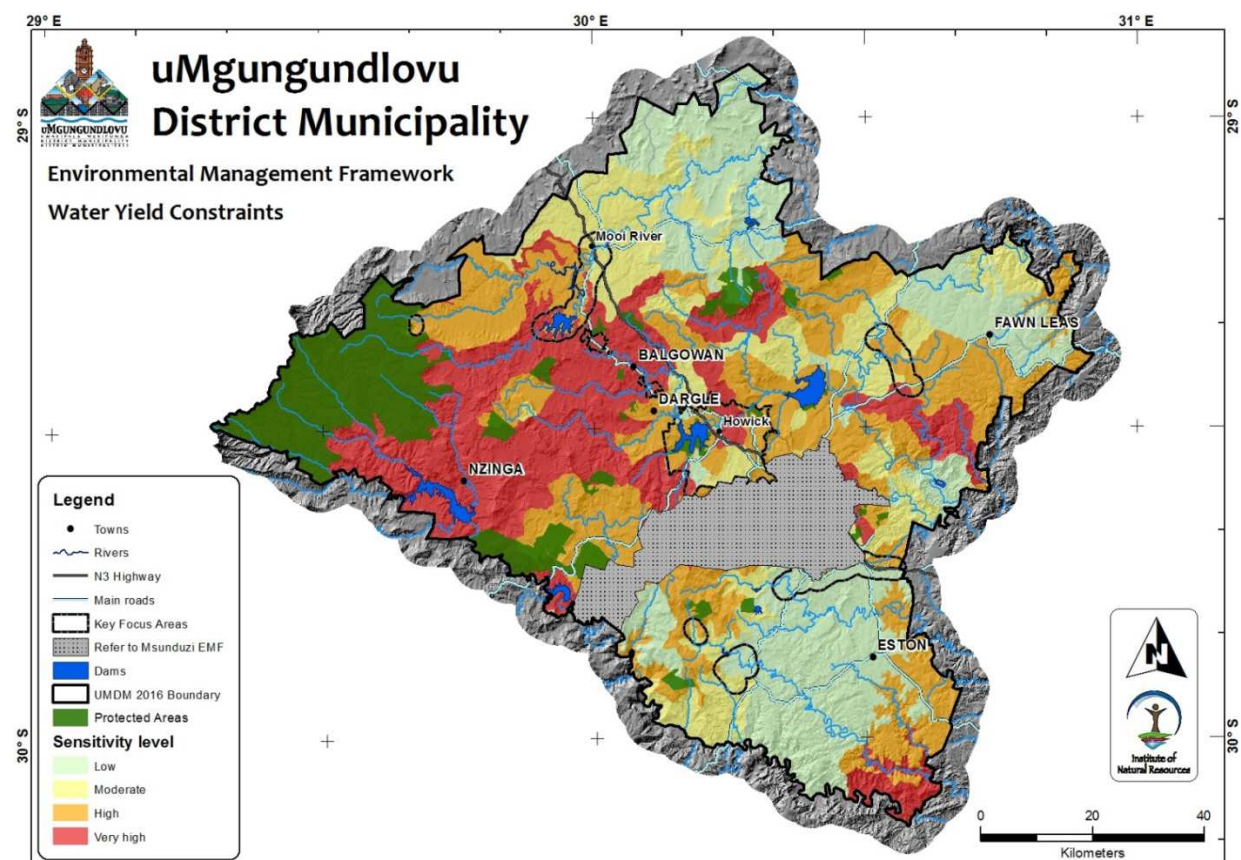 29° E
30° E
31° E
29° S
29° S
30° S
30° S
uMGUNGUNDLOVU
uMgungundlovu
District Municipality
Environmental Management Framework
Water Yield Constraints
Mooi River
FAWN LEAS
BALGOWAN
DARGLE
Howick
NZINGA
ESTON
Legend
Towns
Rivers
N3 Highway
Main roads
Key Focus Areas
Refer to Msunduzi EMF
Dams
UMDM 2016 Boundary
Protected Areas
Sensitivity level
Low
Moderate
High
Very high
N
Institute of
Natural Resources
0 20 40
Kilometers